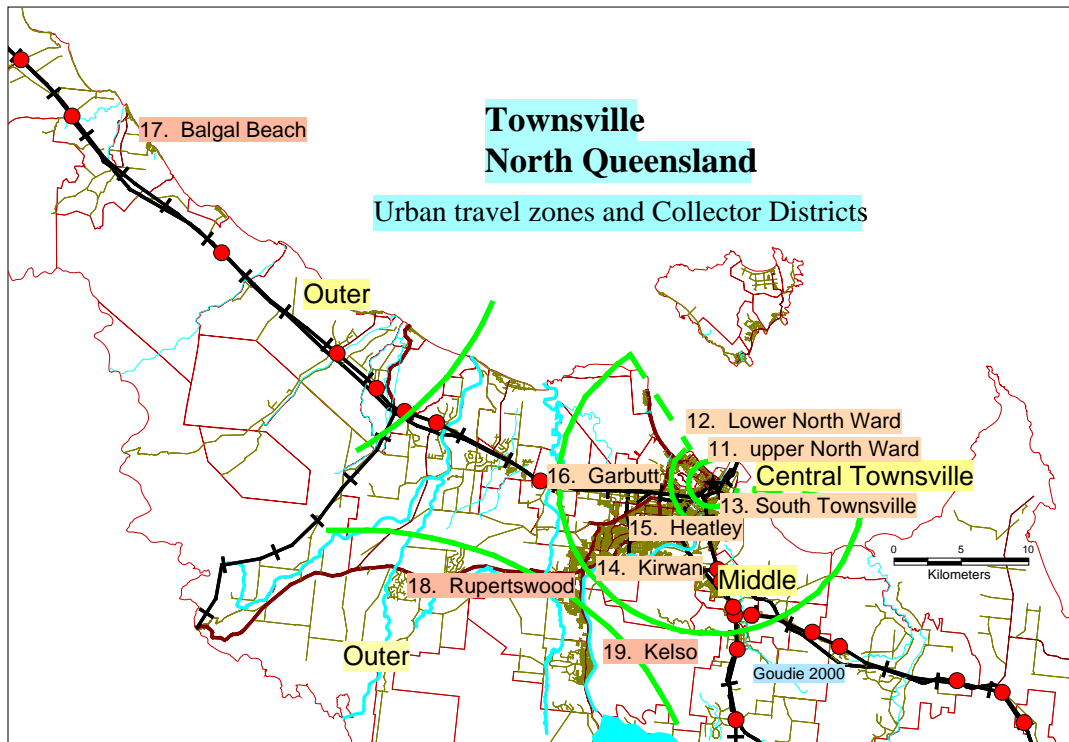 Townsville
North Queensland
Urban travel zones and Collector Districts
17. Balgal Beach
Outer
12. Lower North Ward
11. upper North Ward
Central Townsville
16. Garbutt
13. South Townsville
15. Heatley
0 5 10
Kilometers
14. Kirwan
Middle
18. Rupertswood
Outer
19. Kelso
Goudie 2000